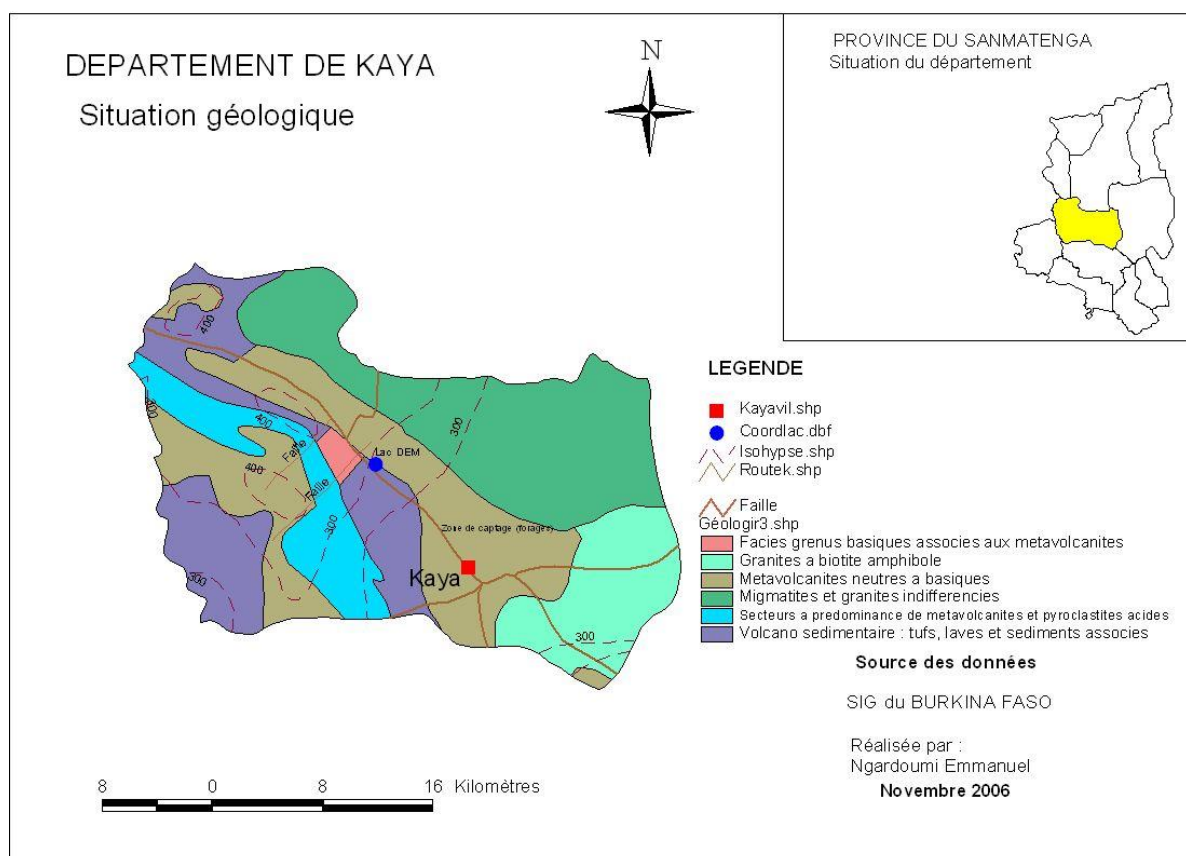 DEPARTEMENT DE KAYA
Situation géologique
N
PROVINCE DU SANMATENGA
Situation du département
400
300
400
400
300
Faille
Faille
Lac DEM
300
Zone de captage (forages)
Kaya
300
300
LEGENDE
Kayavil.shp
Coordlac.dbf
Isohypse.shp
Routek.shp
Faille
Géologir3.shp
Facies grenus basiques associes aux metavolcanites
Granites a biotite amphibole
Metavolcanites neutres a basiques
Migmatites et granites indifferencies
Secteurs a predominance de metavolcanites et pyroclastites acides
Volcano sedimentaire : tufs, laves et sediments associes
Source des données
SIG du BURKINA FASO
Réalisée par :
Ngardoumi Emmanuel
Novembre 2006
8 0 8 16 Kilomètres